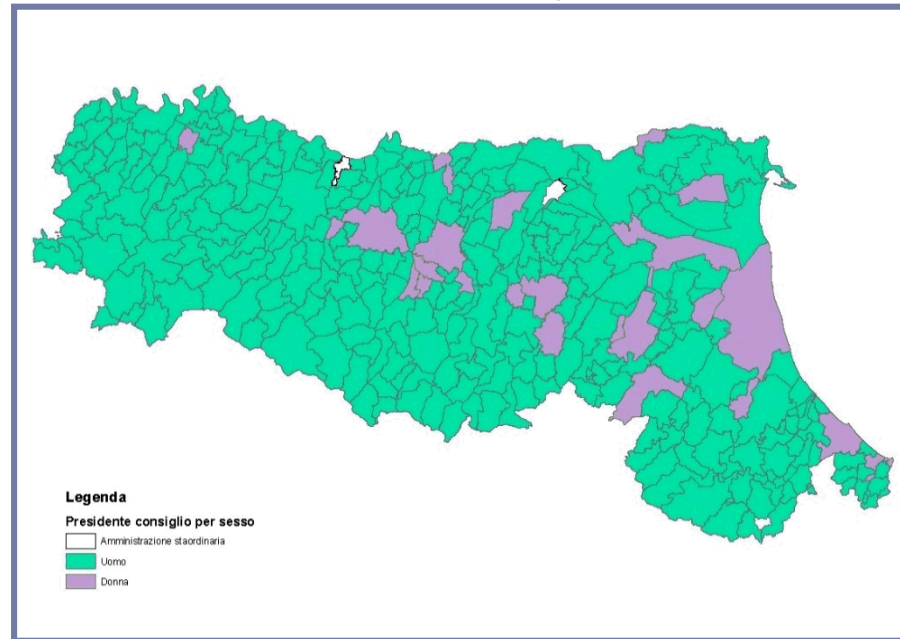 Legenda
Presidente consiglio per sesso
Amministrazione staordinaria
Uomo
Donna